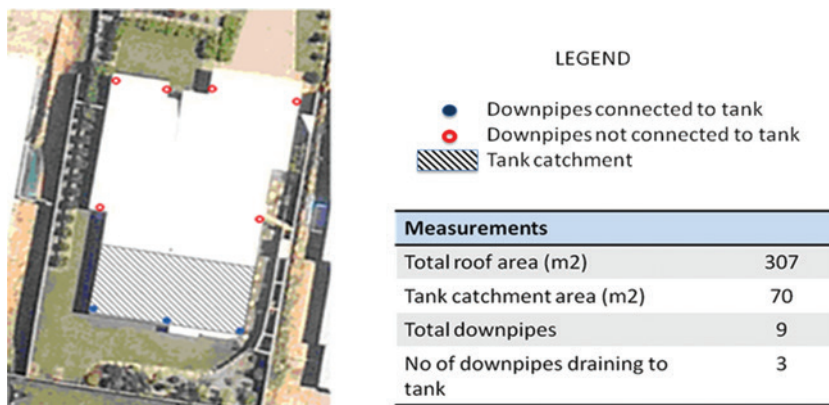 LEGEND
Downpipes connected to tank
Downpipes not connected to tank
Tank catchment
Measurements
Total roof area (m2) 307
Tank catchment area (m2) 70
Total downpipes 9
No of downpipes draining to 3
tank